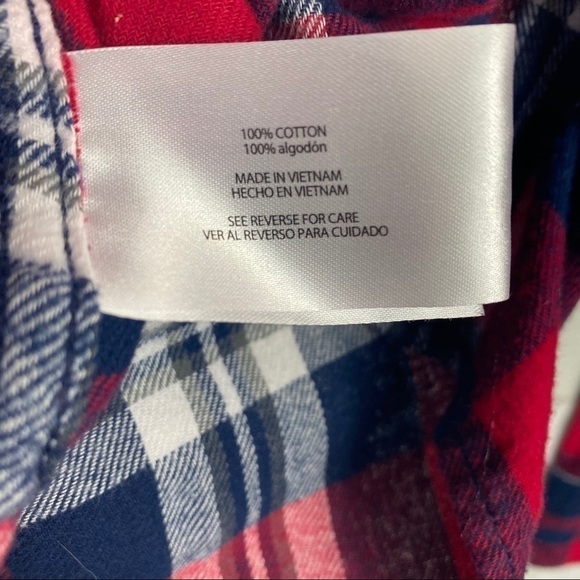 100% COTTON
100% algodón
MADE IN VIETNAM
HECHO EN VIETNAM
SEE REVERSE FOR CARE
VER AL REVERSO PARA CUIDADO